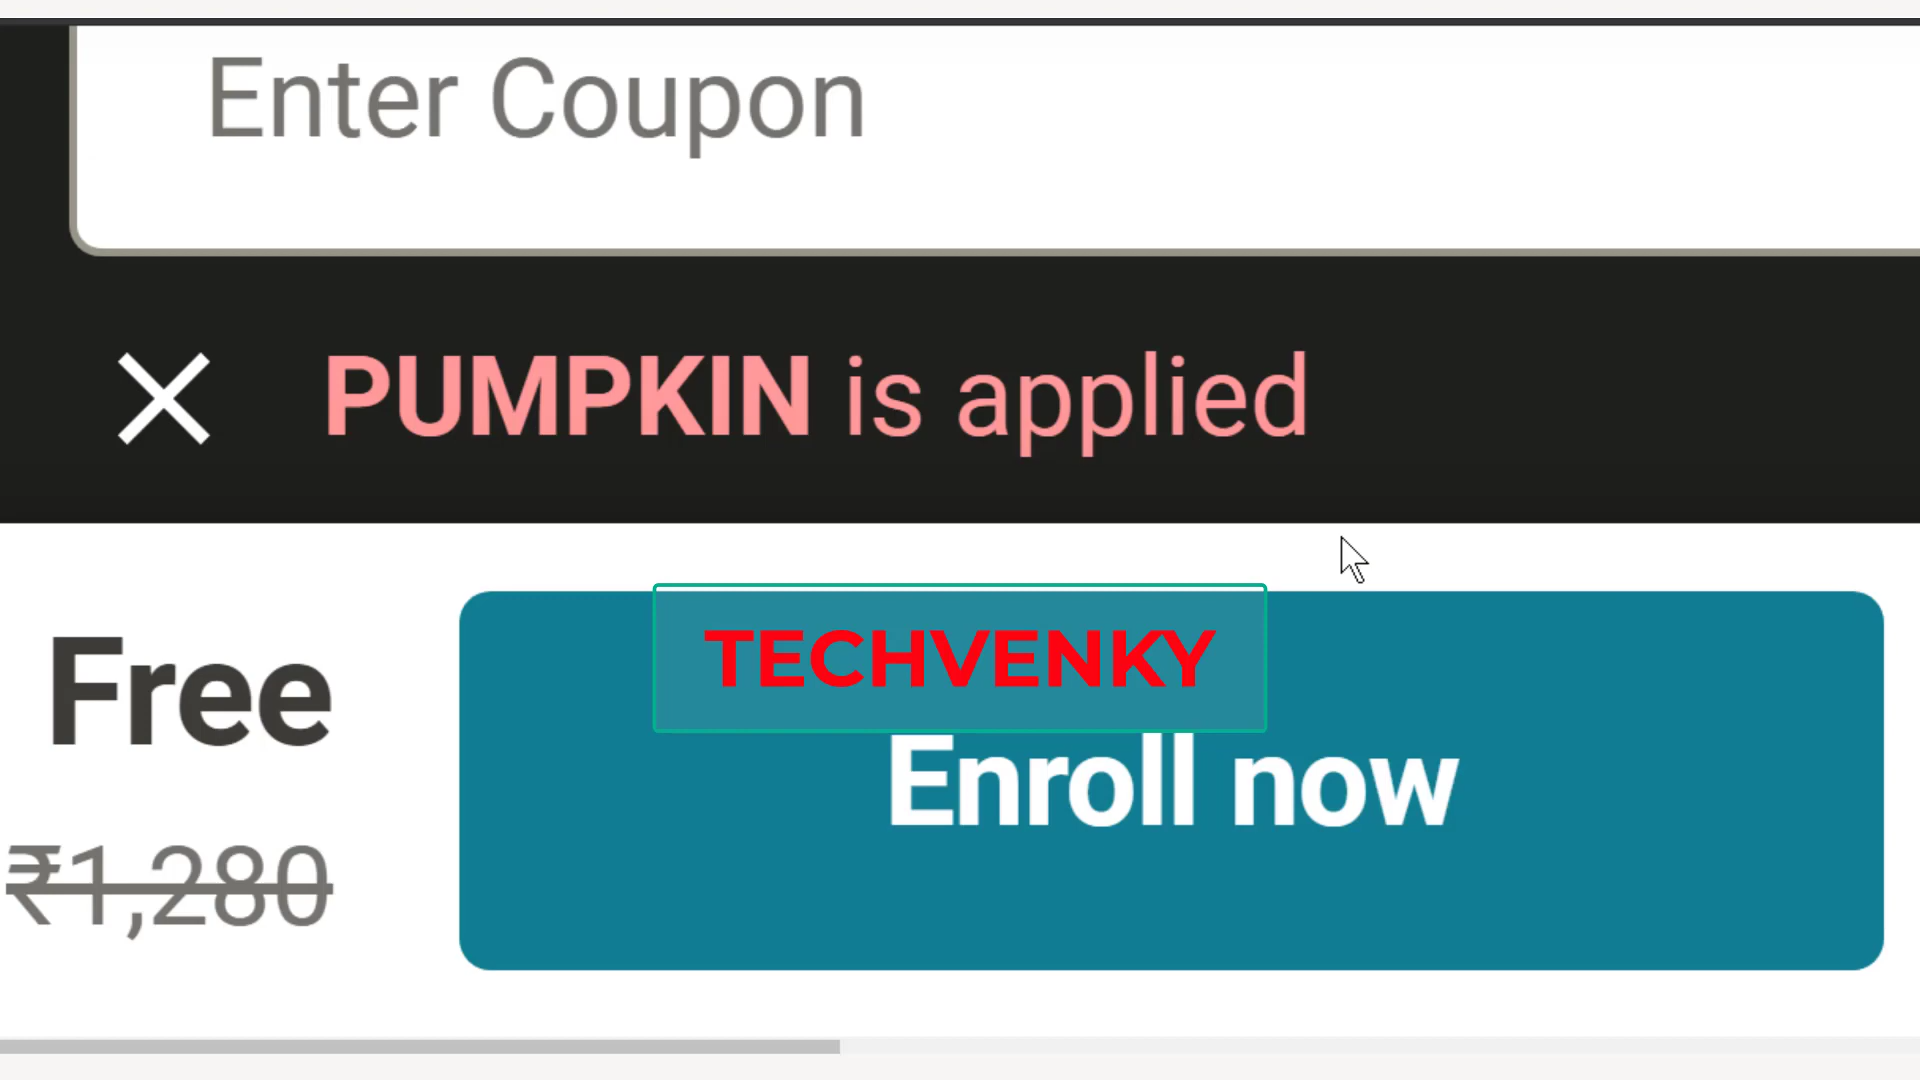 Enter Coupon
PUMPKIN is applied
TECHVENKY
Free
Enroll now
₹1,280